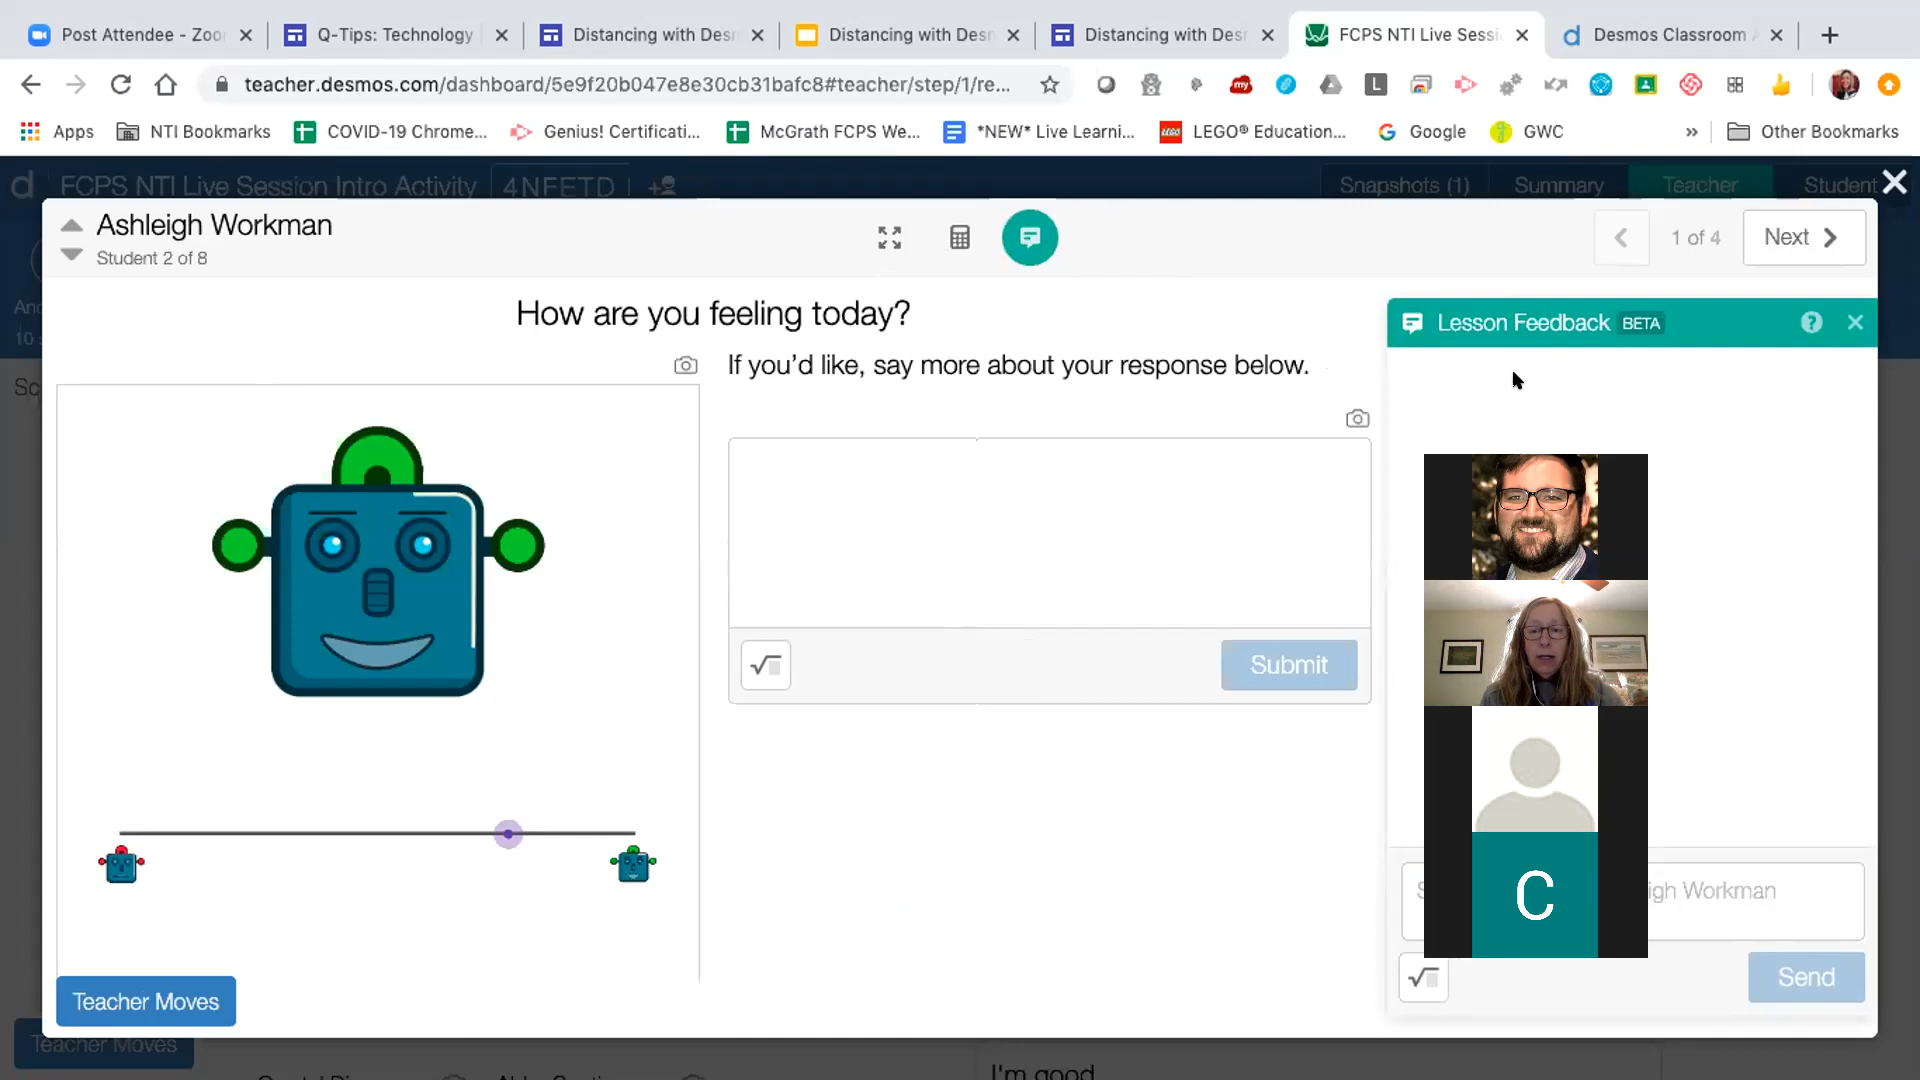 Post Attendee - Zoo
Q-Tips: Technology
Distancing with Desm
Distancing with Desm
Distancing with Desm
FCPS NTI Live Sessi
Desmos Classroom A
teacher.desmos.com/dashboard/5e9f20b047e8e30cb31bafc8#teacher/step/1/re...
my
L
Apps
NTI Bookmarks
COVID-19 Chrome...
Genius! Certificati...
McGrath FCPS We...
*NEW* Live Learni...
LEGO® Education...
Google
GWC
»
Other Bookmarks
FCPS NTI Live Session Intro Activity
4NFETD
Snapshots (1)
Summary
Teacher
Student
Ashleigh Workman
Student 2 of 8
1 of 4
Next
How are you feeling today?
If you'd like, say more about your response below.
Submit
Lesson Feedback BETA
C
igh Workman
Send
Teacher Moves
Teacher Moves
I'm good